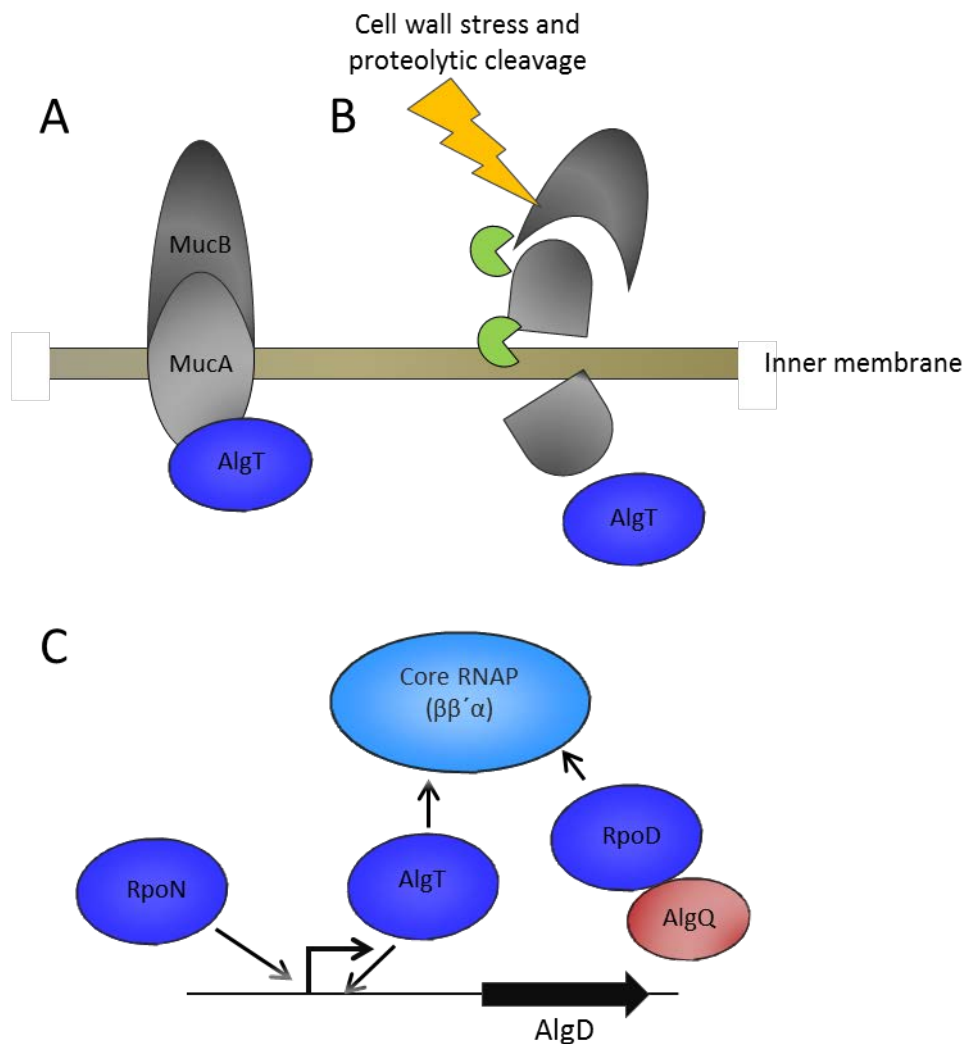 Cell wall stress and
proteolytic cleavage
A
B
MucB
MucA
Inner membrane
AlgT
AlgT
C
Core RNAP
(ββ´α)
RpoD
RpoN
AlgT
AlgQ
AlgD